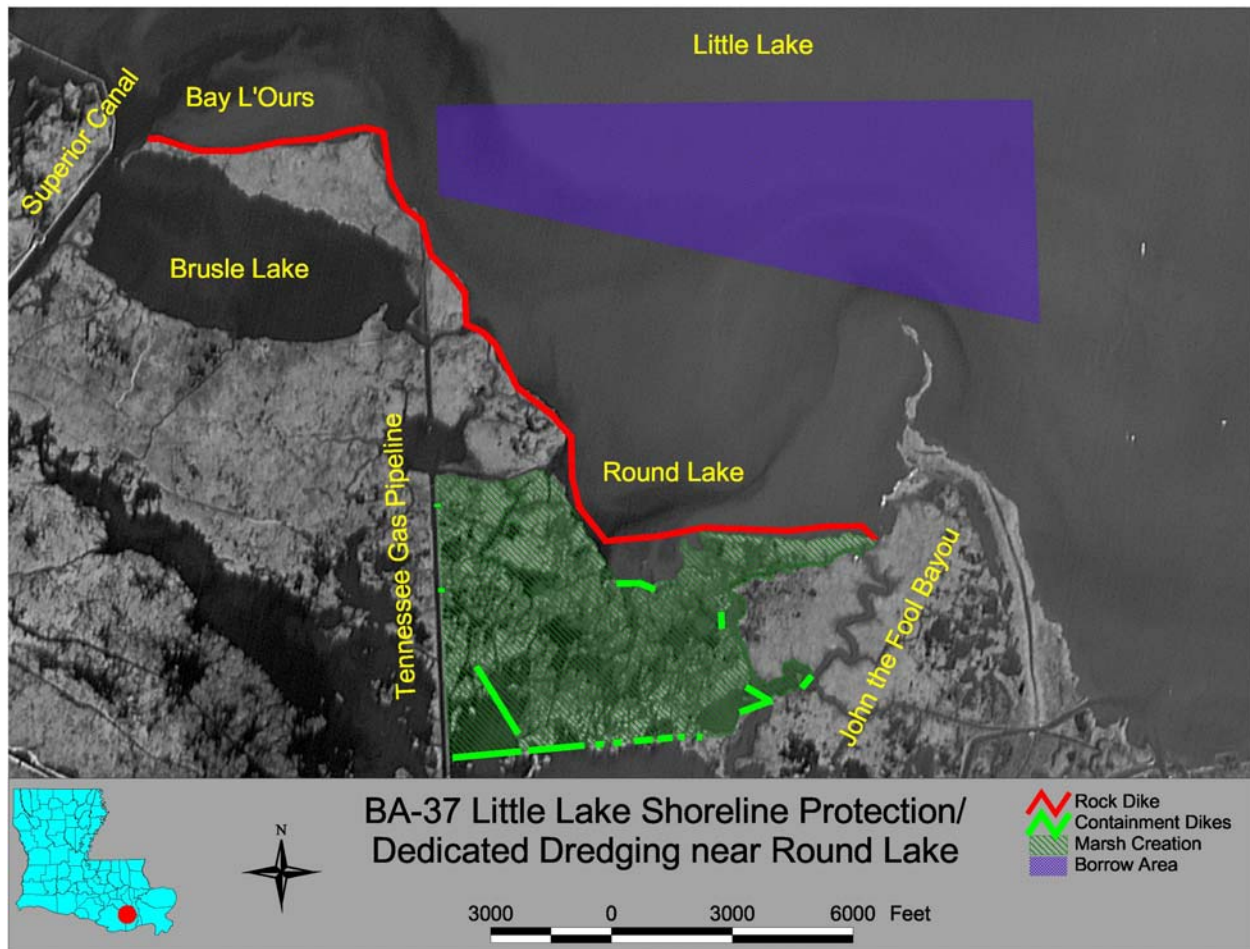 Little Lake
Bay L'Ours
Superior Canal
Brusle Lake
Round Lake
Tennessee Gas Pipeline
John the Fool Bayou
N
BA-37 Little Lake Shoreline Protection/
Dedicated Dredging near Round Lake
Rock Dike
Containment Dikes
Marsh Creation
Borrow Area
3000 0 3000 6000 Feet